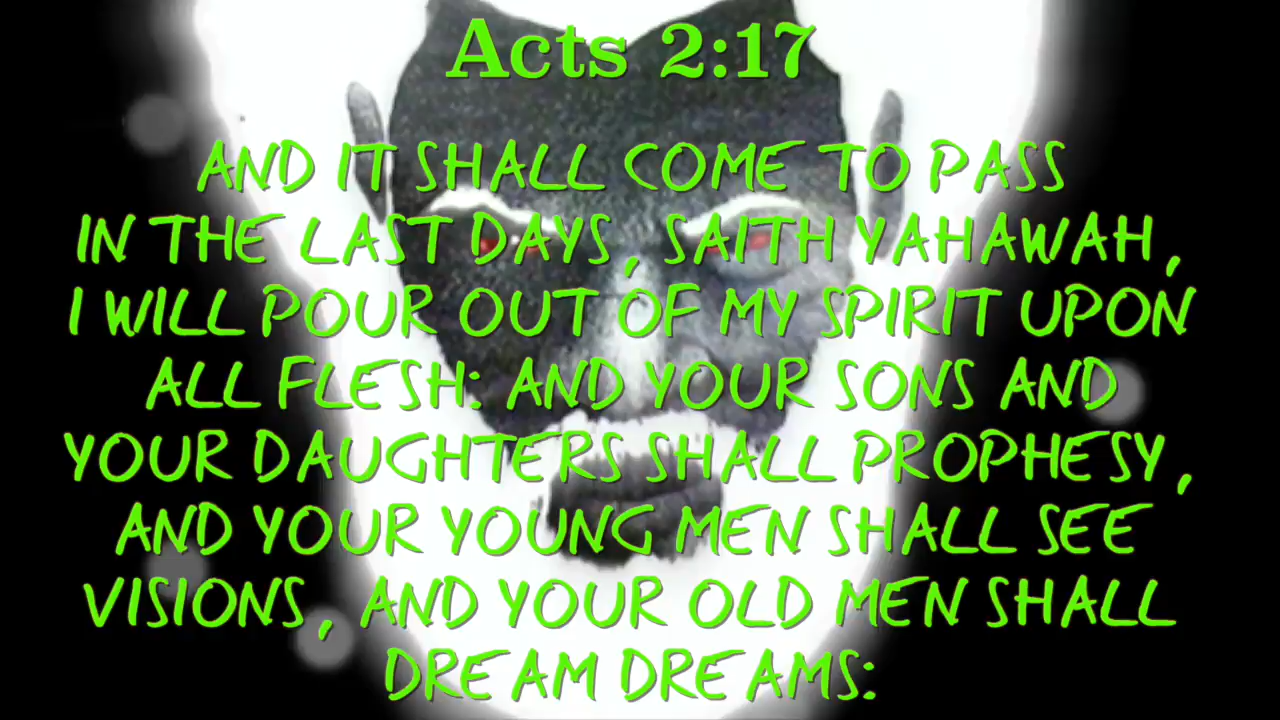 Acts 2:17
AND IT SHALL COME TO PASS
IN THE LAST DAYS, SAITH YAHAWAH,
I WILL POUR OUT OF MY SPIRIT UPON
ALL FLESH: AND YOUR SONS AND
YOUR DAUGHTERS SHALL PROPHESY,
AND YOUR YOUNG MEN SHALL SEE
VISIONS, AND YOUR OLD MEN SHALL
DREAM DREAMS: